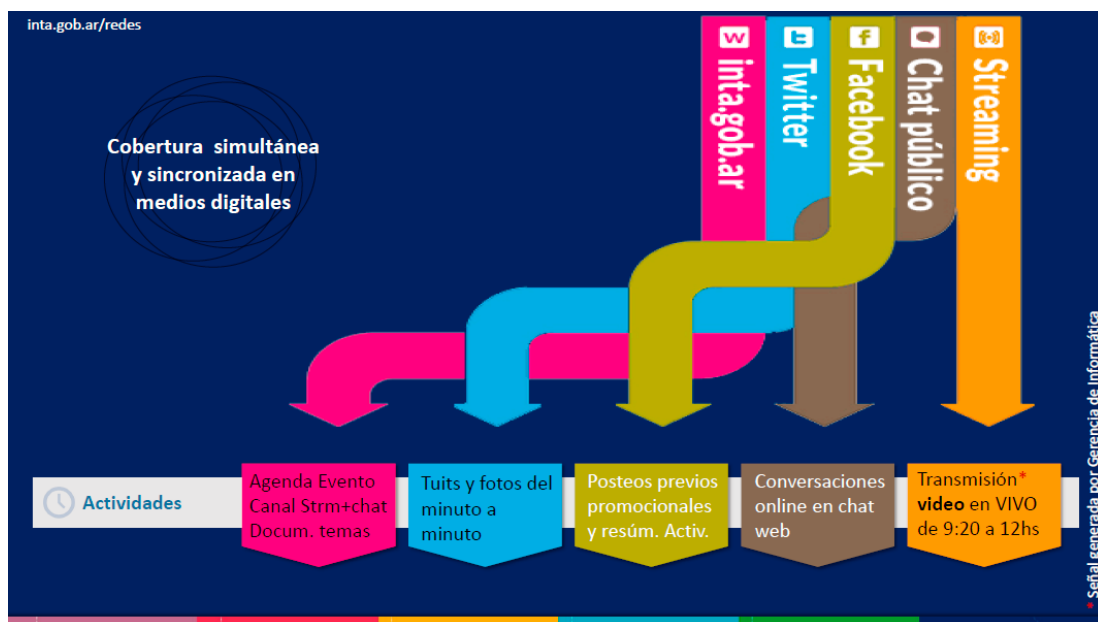 inta.gob.ar/redes
Cobertura simultánea
y sincronizada en
medios digitales
inta.gob.ar
Twitter
Facebook
Chat público
Streaming
Actividades
Agenda Evento
Canal Strm+chat
Docum. temas
Tuits y fotos del
minuto a
minuto
Posteos previos
promocionales
y resúm. Activ.
Conversaciones
online en chat
web
Transmisión*
video en VIVO
de 9:20 a 12hs
* Señal generada por Gerencia de Informática